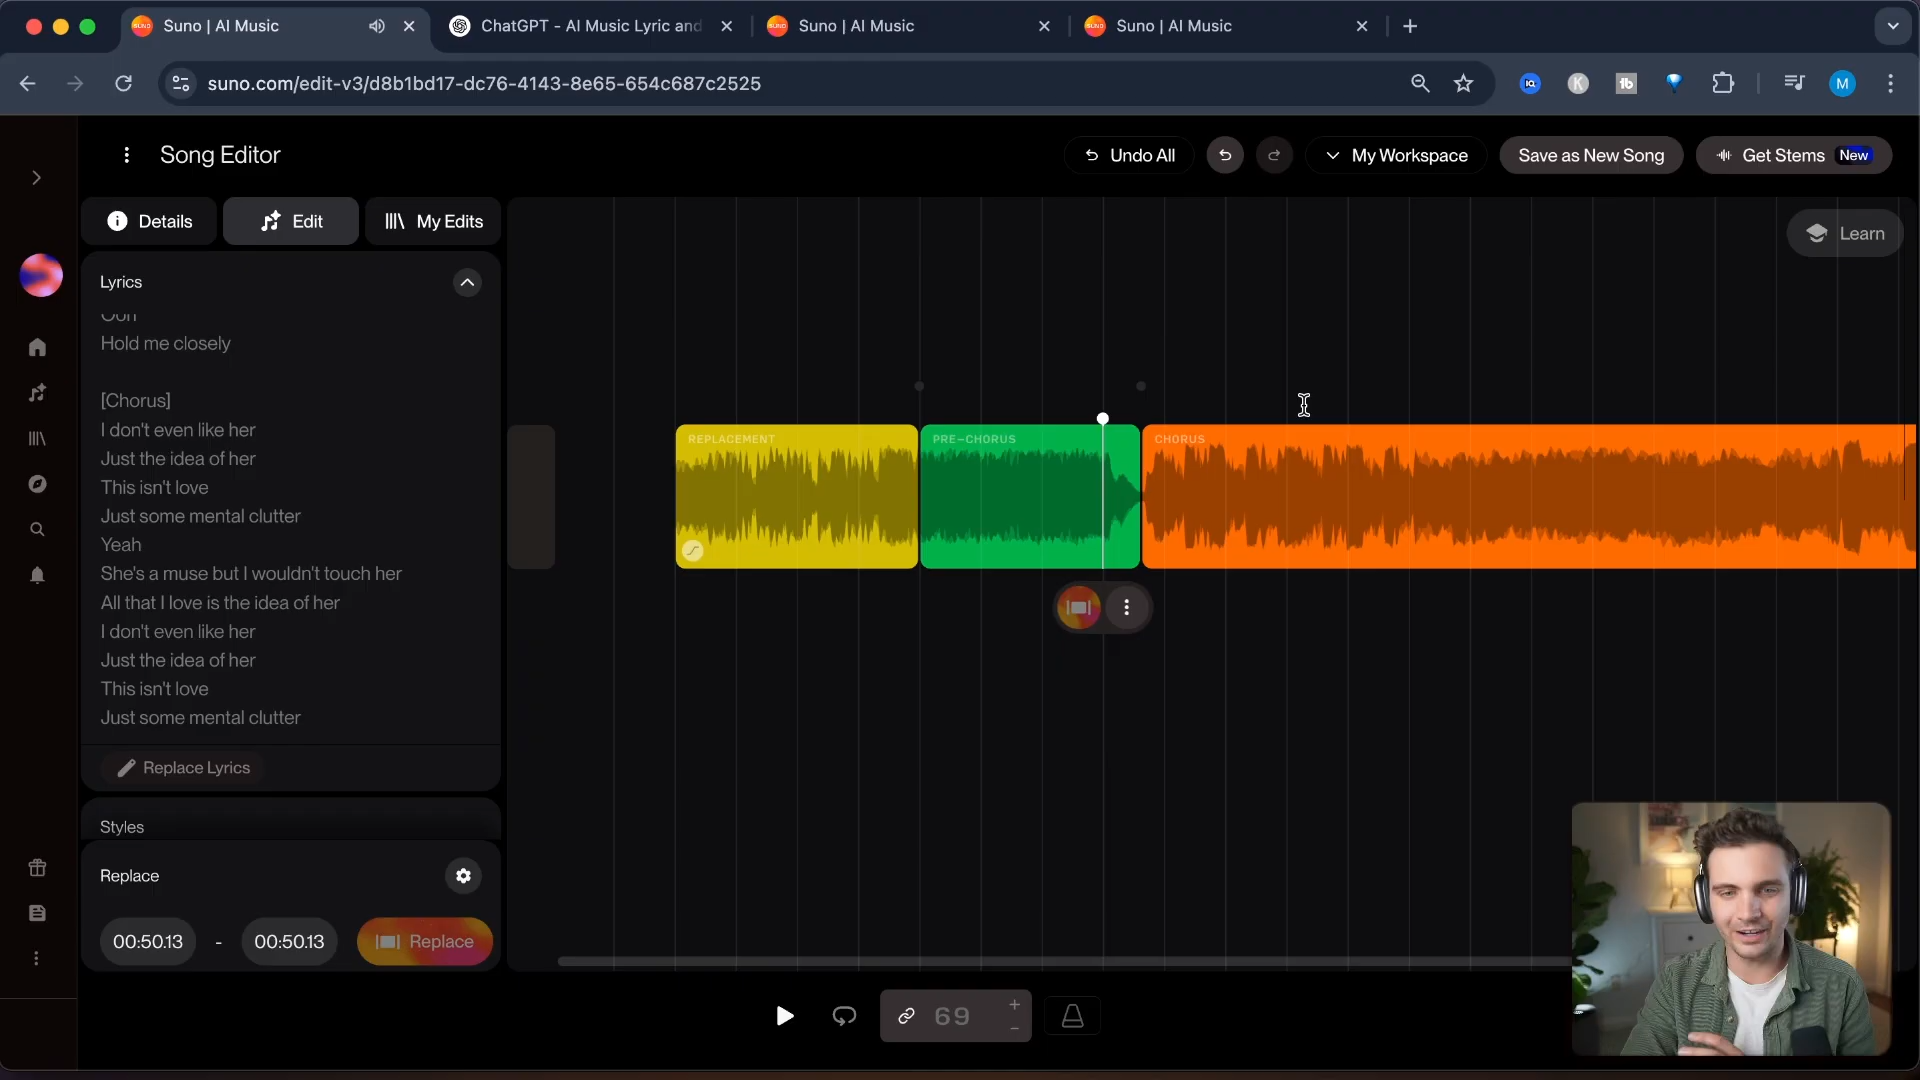 Suno | AI Music
ChatGPT - AI Music Lyric and
Suno | AI Music
Suno | AI Music
suno.com/edit-v3/d8b1bd17-dc76-4143-8e65-654c687c2525
M
Song Editor
Undo All
My Workspace
Save as New Song
Get Stems New
Details
Edit
My Edits
Learn
Lyrics
Hold me closely
[Chorus]
I don't even like her
Just the idea of her
This isn't love
Just some mental clutter
Yeah
She's a muse but I wouldn't touch her
All that I love is the idea of her
I don't even like her
Just the idea of her
This isn't love
Just some mental clutter
Replace Lyrics
Styles
Replace
00:50.13 - 00:50.13 Replace
REPLACEMENT
PRE-CHORUS
CHORUS
69